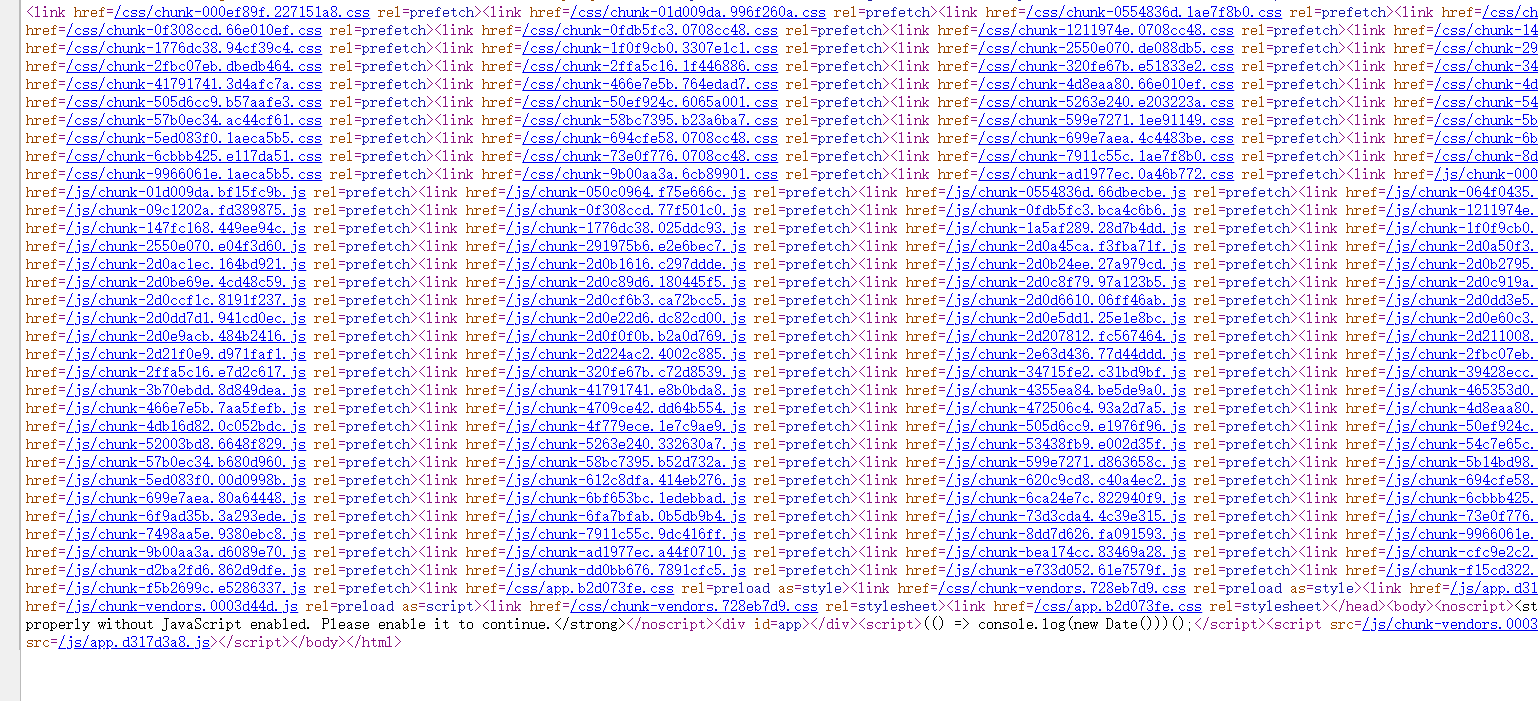 <link href=/css/chunk-000ef89f.227151a8.css rel=prefetch><link href=/css/chunk-01d009da.996f260a.css rel=prefetch><link href=/css/chunk-0554836d.1ae7f8b0.css rel=prefetch><link href=/css/ch
href=/css/chunk-0f308ccd.66e010ef.css rel=prefetch><link href=/css/chunk-0fdb5fc3.0708cc48.css rel=prefetch><link href=/css/chunk-1211974e.0708cc48.css rel=prefetch><link href=/css/chunk-14
href=/css/chunk-1776dc38.94cf39c4.css rel=prefetch><link href=/css/chunk-1f0f9cb0.3307e1c1.css rel=prefetch><link href=/css/chunk-2550e070.de088db5.css rel=prefetch><link href=/css/chunk-29
href=/css/chunk-2fbc07eb.dbedb464.css rel=prefetch><link href=/css/chunk-2ffa5c16.1f446886.css rel=prefetch><link href=/css/chunk-320fe67b.e51833e2.css rel=prefetch><link href=/css/chunk-34
href=/css/chunk-41791741.3d4afc7a.css rel=prefetch><link href=/css/chunk-466e7e5b.764edad7.css rel=prefetch><link href=/css/chunk-4d8eaa80.66e010ef.css rel=prefetch><link href=/css/chunk-4d
href=/css/chunk-505d6cc9.b57aafe3.css rel=prefetch><link href=/css/chunk-50ef924c.6065a001.css rel=prefetch><link href=/css/chunk-5263e240.e203223a.css rel=prefetch><link href=/css/chunk-54
href=/css/chunk-57b0ec34.ac44cf61.css rel=prefetch><link href=/css/chunk-58bc7395.b23a6ba7.css rel=prefetch><link href=/css/chunk-599e7271.1ee91149.css rel=prefetch><link href=/css/chunk-5b
href=/css/chunk-5ed083f0.1aeca5b5.css rel=prefetch><link href=/css/chunk-694cfe58.0708cc48.css rel=prefetch><link href=/css/chunk-699e7aea.4c4483be.css rel=prefetch><link href=/css/chunk-6b
href=/css/chunk-6cbbb425.e117da51.css rel=prefetch><link href=/css/chunk-73e0f776.0708cc48.css rel=prefetch><link href=/css/chunk-7911c55c.1ae7f8b0.css rel=prefetch><link href=/css/chunk-8d
href=/css/chunk-9966061e.1aeca5b5.css rel=prefetch><link href=/css/chunk-9b00aa3a.6cb89901.css rel=prefetch><link href=/css/chunk-ad1977ec.0a46b772.css rel=prefetch><link href=/js/chunk-000
href=/js/chunk-01d009da.bf15fc9b.js rel=prefetch><link href=/js/chunk-050c0964.f75e666c.js rel=prefetch><link href=/js/chunk-0554836d.66dbecbe.js rel=prefetch><link href=/js/chunk-064f0435.
href=/js/chunk-09c1202a.fd389875.js rel=prefetch><link href=/js/chunk-0f308ccd.77f501c0.js rel=prefetch><link href=/js/chunk-0fdb5fc3.bca4c6b6.js rel=prefetch><link href=/js/chunk-1211974e.
href=/js/chunk-147fc168.449ee94c.js rel=prefetch><link href=/js/chunk-1776dc38.025ddc93.js rel=prefetch><link href=/js/chunk-1a5af289.28d7b4dd.js rel=prefetch><link href=/js/chunk-1f0f9cb0.
href=/js/chunk-2550e070.e04f3d60.js rel=prefetch><link href=/js/chunk-291975b6.e2e6bec7.js rel=prefetch><link href=/js/chunk-2d0a45ca.f3fba71f.js rel=prefetch><link href=/js/chunk-2d0a50f3.
href=/js/chunk-2d0ac1ec.164bd921.js rel=prefetch><link href=/js/chunk-2d0b1616.c297ddde.js rel=prefetch><link href=/js/chunk-2d0b24ee.27a979cd.js rel=prefetch><link href=/js/chunk-2d0b2795.
href=/js/chunk-2d0be69e.4cd48c59.js rel=prefetch><link href=/js/chunk-2d0c89d6.180445f5.js rel=prefetch><link href=/js/chunk-2d0c8f79.97a123b5.js rel=prefetch><link href=/js/chunk-2d0c919a.
href=/js/chunk-2d0ccf1c.8191f237.js rel=prefetch><link href=/js/chunk-2d0cf6b3.ca72bcc5.js rel=prefetch><link href=/js/chunk-2d0d6610.06ff46ab.js rel=prefetch><link href=/js/chunk-2d0dd3e5.
href=/js/chunk-2d0dd7d1.941cd0ec.js rel=prefetch><link href=/js/chunk-2d0e22d6.dc82cd00.js rel=prefetch><link href=/js/chunk-2d0e5dd1.25e1e8bc.js rel=prefetch><link href=/js/chunk-2d0e60c3.
href=/js/chunk-2d0e9acb.484b2416.js rel=prefetch><link href=/js/chunk-2d0f0f0b.b2a0d769.js rel=prefetch><link href=/js/chunk-2d207812.fc567464.js rel=prefetch><link href=/js/chunk-2d211008.
href=/js/chunk-2d21f0e9.d971faf1.js rel=prefetch><link href=/js/chunk-2d224ac2.4002c885.js rel=prefetch><link href=/js/chunk-2e63d436.77d44ddd.js rel=prefetch><link href=/js/chunk-2fbc07eb.
href=/js/chunk-2ffa5c16.e7d2c617.js rel=prefetch><link href=/js/chunk-320fe67b.c72d8539.js rel=prefetch><link href=/js/chunk-34715fe2.c31bd9bf.js rel=prefetch><link href=/js/chunk-39428ecc.
href=/js/chunk-3b70ebdd.8d849dea.js rel=prefetch><link href=/js/chunk-41791741.e8b0bda8.js rel=prefetch><link href=/js/chunk-4355ea84.be5de9a0.js rel=prefetch><link href=/js/chunk-465353d0.
href=/js/chunk-466e7e5b.7aa5fefb.js rel=prefetch><link href=/js/chunk-4709ce42.dd64b554.js rel=prefetch><link href=/js/chunk-472506c4.93a2d7a5.js rel=prefetch><link href=/js/chunk-4d8eaa80.
href=/js/chunk-4db16d82.0c052bdc.js rel=prefetch><link href=/js/chunk-4f779ece.1e7c9ae9.js rel=prefetch><link href=/js/chunk-505d6cc9.e1976f96.js rel=prefetch><link href=/js/chunk-50ef924c.
href=/js/chunk-52003bd8.6648f829.js rel=prefetch><link href=/js/chunk-5263e240.332630a7.js rel=prefetch><link href=/js/chunk-53438fb9.e002d35f.js rel=prefetch><link href=/js/chunk-54c7e65c.
href=/js/chunk-57b0ec34.b680d960.js rel=prefetch><link href=/js/chunk-58bc7395.b52d732a.js rel=prefetch><link href=/js/chunk-599e7271.d863658c.js rel=prefetch><link href=/js/chunk-5b14bd98.
href=/js/chunk-5ed083f0.00d0998b.js rel=prefetch><link href=/js/chunk-612c8dfa.414eb276.js rel=prefetch><link href=/js/chunk-620c9cd8.c40a4ec2.js rel=prefetch><link href=/js/chunk-694cfe58.
href=/js/chunk-699e7aea.80a64448.js rel=prefetch><link href=/js/chunk-6bf653bc.1edebbad.js rel=prefetch><link href=/js/chunk-6ca24e7c.822940f9.js rel=prefetch><link href=/js/chunk-6cbbb425.
href=/js/chunk-6f9ad35b.3a293ede.js rel=prefetch><link href=/js/chunk-6fa7bfab.0b5db9b4.js rel=prefetch><link href=/js/chunk-73d3cda4.4c39e315.js rel=prefetch><link href=/js/chunk-73e0f776.
href=/js/chunk-7498aa5e.9380ebc8.js rel=prefetch><link href=/js/chunk-7911c55c.9dc416ff.js rel=prefetch><link href=/js/chunk-8dd7d626.fa091593.js rel=prefetch><link href=/js/chunk-9966061e.
href=/js/chunk-9b00aa3a.d6089e70.js rel=prefetch><link href=/js/chunk-ad1977ec.a44f0710.js rel=prefetch><link href=/js/chunk-bea174cc.83469a28.js rel=prefetch><link href=/js/chunk-cfc9e2c2.
href=/js/chunk-d2ba2fd6.862d9dfe.js rel=prefetch><link href=/js/chunk-dd0bb676.7891cfc5.js rel=prefetch><link href=/js/chunk-e733d052.61e7579f.js rel=prefetch><link href=/js/chunk-f15cd322.
href=/js/chunk-f5b2699c.e5286337.js rel=prefetch><link href=/css/app.b2d073fe.css rel=preload as=style><link href=/css/chunk-vendors.728eb7d9.css rel=preload as=style><link href=/js/app.d31
href=/js/chunk-vendors.0003d44d.js rel=preload as=script><link href=/css/chunk-vendors.728eb7d9.css rel=stylesheet><link href=/css/app.b2d073fe.css rel=stylesheet></head><body><noscript><st
properly without JavaScript enabled. Please enable it to continue.</strong></noscript><div id=app></div><script>(() => console.log(new Date()))();</script><script src=/js/chunk-vendors.0003
src=/js/app.d317d3a8.js></script></body></html>